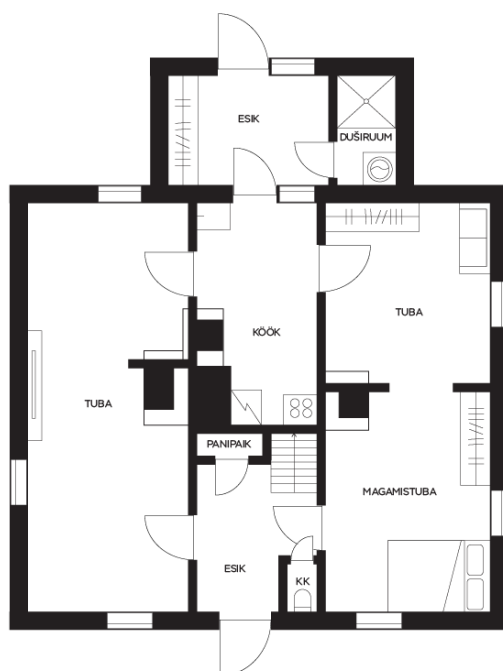 ESIK
DUŠIRUUM
KÖÖK
TUBA
TUBA
PANIPAIK
MAGAMISTUBA
ESIK
KK